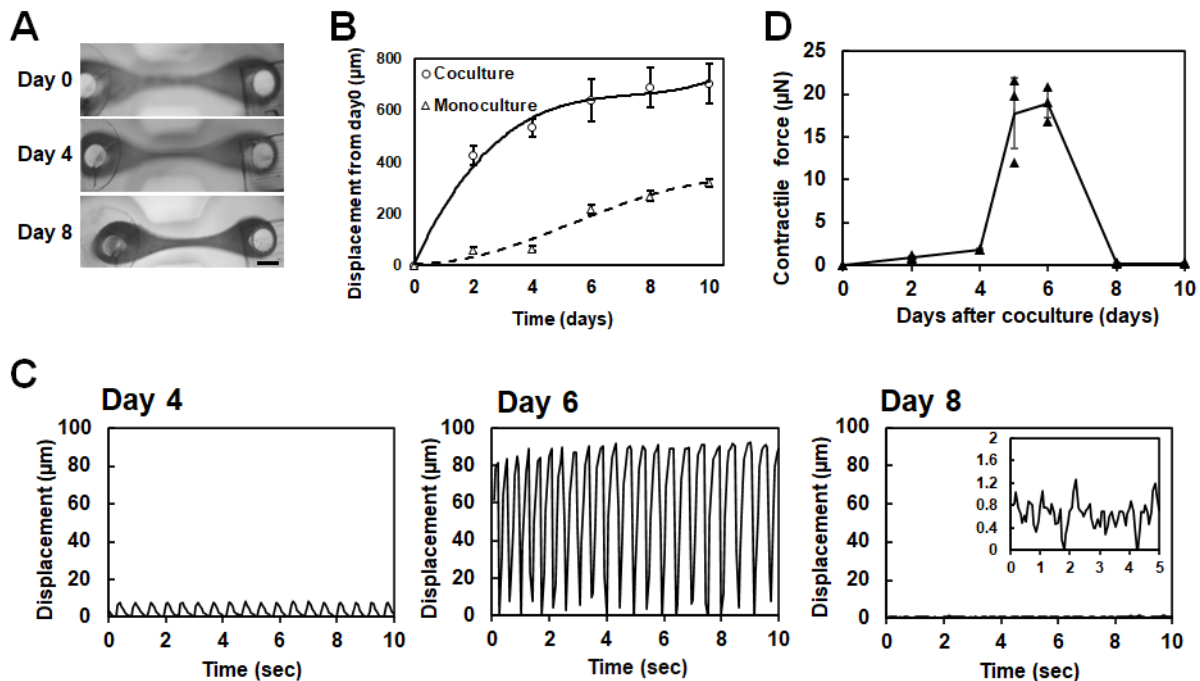 A
Day 0
Day 4
Day 8
B
Displacement from day0 (µm)
800
600
400
200
0
Coculture
Monoculture
0 2 4 6 8 10
Time (days)
D
Contractile force (µN)
25
20
15
10
5
0
0 2 4 6 8 10
Days after coculture (days)
C
Day 4
Displacement (µm)
100
80
60
40
20
0
0 2 4 6 8 10
Time (sec)
Day 6
Displacement (µm)
100
80
60
40
20
0
0 2 4 6 8 10
Time (sec)
Day 8
Displacement (µm)
100
80
60
40
20
0
0 2 4 6 8 10
Time (sec)
2
1.6
1.2
0.8
0.4
0
0 1 2 3 4 5